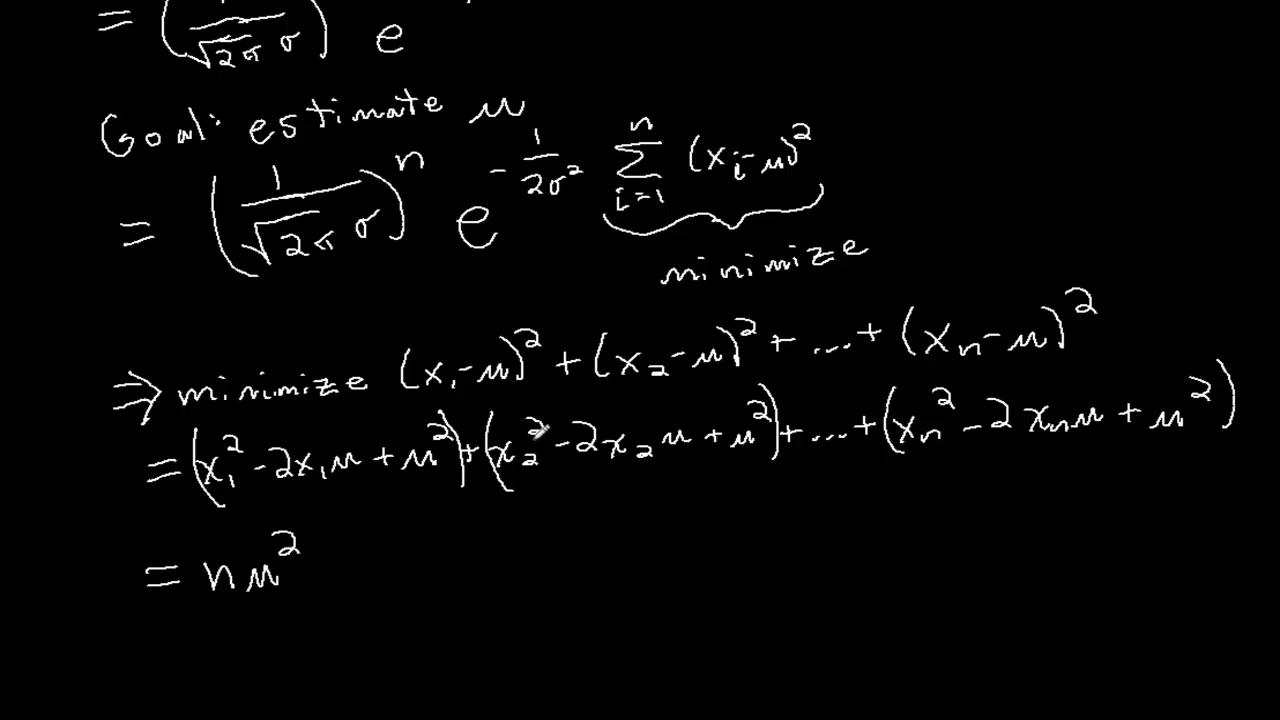 = (1/√2π σ) e
Goal: estimate μ
= (1/√2π σ)^n e^(-1/2σ² ∑_{i=1}^{n} (x_i-μ)²)
minimize
⇒ minimize (x₁-μ)² + (x₂-μ)² + ... + (x_n-μ)²
= (x₁² - 2x₁μ + μ²) + (x₂² - 2x₂μ + μ²) + ... + (x_n² - 2x_nμ + μ²)
= nμ²